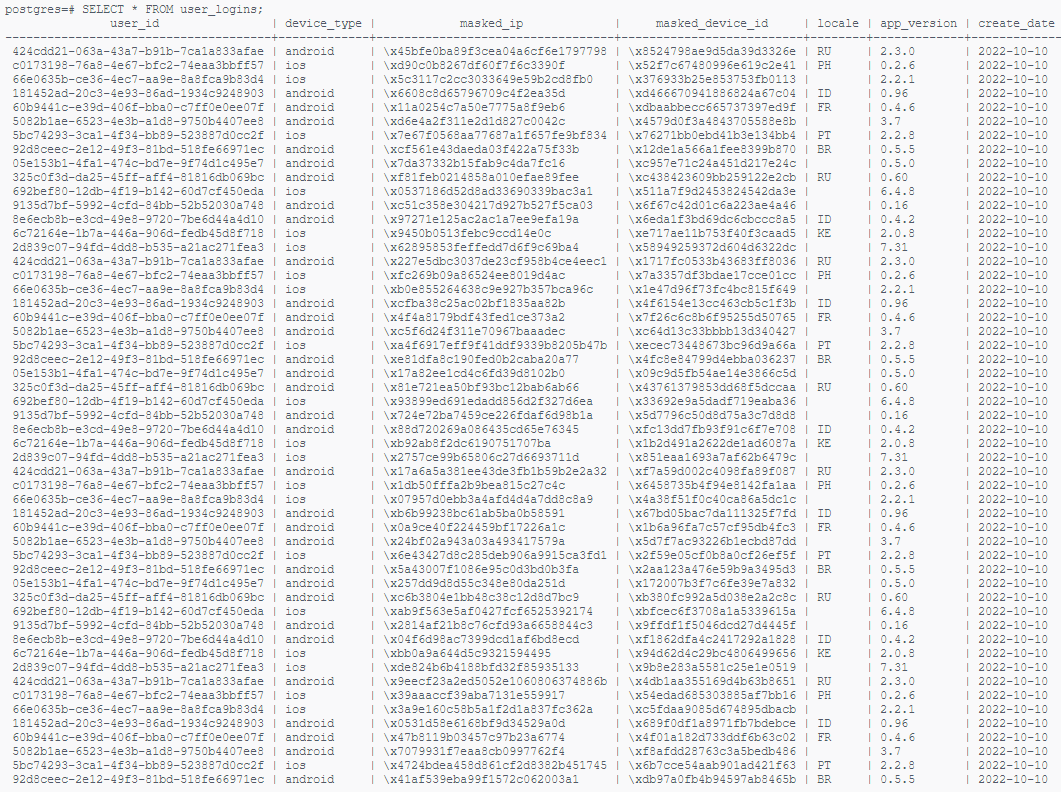 postgres=# SELECT * FROM user_logins;
user_id | device_type | masked_ip | masked_device_id | locale | app_version | create_date
424cdd21-063a-43a7-b91b-7ca1a833afae | android | \x45bfe0ba89f3cea04a6cf6e1797798 | \x8524798ae9d5da39d3326e | RU | 2.3.0 | 2022-10-10
c0173198-76a8-4e67-bfc2-74eaa3bbff57 | ios | \xd90c0b8267df60f7f6c3390f | \x52f7c67480996e619c2e41 | PH | 0.2.6 | 2022-10-10
66e0635b-ce36-4ec7-aa9e-8a8fca9b83d4 | ios | \x5c3117c2cc3033649e59b2cd8fb0 | \x376933b25e853753fb0113 | | 2.2.1 | 2022-10-10
181452ad-20c3-4e93-86ad-1934c9248903 | android | \x6608c8d65796709c4f2ea35d | \xd466670941886824a67c04 | ID | 0.96 | 2022-10-10
60b9441c-e39d-406f-bba0-c7ff0e0ee07f | android | \x11a0254c7a50e7775a8f9eb6 | \xdbaabbecc665737397ed9f | FR | 0.4.6 | 2022-10-10
5082b1ae-6523-4e3b-a1d8-9750b4407ee8 | android | \xd6e4a2f311e2d1d827c0042c | \x4579d0f3a4843705588e8b | | 3.7 | 2022-10-10
5bc74293-3ca1-4f34-bb89-523887d0cc2f | ios | \x7e67f0568aa77687a1f657fe9bf834 | \x76271bb0ebd41b3e134bb4 | PT | 2.2.8 | 2022-10-10
92d8ceec-2e12-49f3-81bd-518fe66971ec | android | \xcf561e43daeda03f422a75f33b | \x12de1a566a1fee8399b870 | BR | 0.5.5 | 2022-10-10
05e153b1-4fa1-474c-bd7e-9f74d1c495e7 | android | \x7da37332b15fab9c4da7fc16 | \xc957e71c24a451d217e24c | | 0.5.0 | 2022-10-10
325c0f3d-da25-45ff-aff4-81816db069bc | android | \xf81feb0214858a010efae89fee | \xc438423609bb259122e2cb | RU | 0.60 | 2022-10-10
692bef80-12db-4f19-b142-60d7cf450eda | ios | \x0537186d52d8ad33690339bac3a1 | \x511a7f9d2453824542da3e | | 6.4.8 | 2022-10-10
9135d7bf-5992-4cfd-84bb-52b52030a748 | android | \xc51c358e304217d927b527f5ca03 | \x6f67c42d01c6a223ae4a46 | | 0.16 | 2022-10-10
8e6ecb8b-e3cd-49e8-9720-7be6d44a4d10 | android | \x97271e125ac2ac1a7ee9efa19a | \x6eda1f3bd69dc6cbccc8a5 | ID | 0.4.2 | 2022-10-10
6c72164e-1b7a-446a-906d-fedb45d8f718 | ios | \x9450b0513febc9ccd14e0c | \xe717ae11b753f40f3caad5 | KE | 2.0.8 | 2022-10-10
2d839c07-94fd-4dd8-b535-a21ac271fea3 | ios | \x62895853feffedd7d6f9c69ba4 | \x58949259372d604d6322dc | | 7.31 | 2022-10-10
424cdd21-063a-43a7-b91b-7ca1a833afae | android | \x227e5dbc3037de23cf958b4ce4eec1 | \x1717fc0533b43683ff8036 | RU | 2.3.0 | 2022-10-10
c0173198-76a8-4e67-bfc2-74eaa3bbff57 | ios | \xfc269b09a86524ee8019d4ac | \x7a3357df3bdae17cce01cc | PH | 0.2.6 | 2022-10-10
66e0635b-ce36-4ec7-aa9e-8a8fca9b83d4 | ios | \xb0e855264638c9e927b357bca96c | \x1e47d96f73fc4bc815f649 | | 2.2.1 | 2022-10-10
181452ad-20c3-4e93-86ad-1934c9248903 | android | \xcfba38c25ac02bf1835aa82b | \x4f6154e13cc463cb5c1f3b | ID | 0.96 | 2022-10-10
60b9441c-e39d-406f-bba0-c7ff0e0ee07f | android | \x4f4a8179bdf43fed1ce373a2 | \x7f26c6c8b6f95255d50765 | FR | 0.4.6 | 2022-10-10
5082b1ae-6523-4e3b-a1d8-9750b4407ee8 | android | \xc5f6d24f311e70967baaadec | \xc64d13c33bbbb13d340427 | | 3.7 | 2022-10-10
5bc74293-3ca1-4f34-bb89-523887d0cc2f | ios | \xa4f6917eff9f41ddf9339b8205b47b | \xecec73448673bc96d9a66a | PT | 2.2.8 | 2022-10-10
92d8ceec-2e12-49f3-81bd-518fe66971ec | android | \xe81dfa8c190fed0b2caba20a77 | \x4fc8e84799d4ebba036237 | BR | 0.5.5 | 2022-10-10
05e153b1-4fa1-474c-bd7e-9f74d1c495e7 | android | \x17a82ee1cd4c6fd39d8102b0 | \x09c9d5fb54ae14e3866c5d | | 0.5.0 | 2022-10-10
325c0f3d-da25-45ff-aff4-81816db069bc | android | \x81e721ea50bf93bc12bab6ab66 | \x43761379853dd68f5dccaa | RU | 0.60 | 2022-10-10
692bef80-12db-4f19-b142-60d7cf450eda | ios | \x93899ed691edadd856d2f327d6ea | \x33692e9a5dadf719eaba36 | | 6.4.8 | 2022-10-10
9135d7bf-5992-4cfd-84bb-52b52030a748 | android | \x724e72ba7459ce226fdaf6d98b1a | \x5d7796c50d8d75a3c7d8d8 | | 0.16 | 2022-10-10
8e6ecb8b-e3cd-49e8-9720-7be6d44a4d10 | android | \x88d720269a086435cd65e76345 | \xfc13dd7fb93f91c6f7e708 | ID | 0.4.2 | 2022-10-10
6c72164e-1b7a-446a-906d-fedb45d8f718 | ios | \xb92ab8f2dc6190751707ba | \x1b2d491a2622de1ad6087a | KE | 2.0.8 | 2022-10-10
2d839c07-94fd-4dd8-b535-a21ac271fea3 | ios | \x2757ce99b65806c27d6693711d | \x851eaa1693a7af62b6479c | | 7.31 | 2022-10-10
424cdd21-063a-43a7-b91b-7ca1a833afae | android | \x17a6a5a381ee43de3fb1b59b2e2a32 | \xf7a59d002c4098fa89f087 | RU | 2.3.0 | 2022-10-10
c0173198-76a8-4e67-bfc2-74eaa3bbff57 | ios | \x1db50fffa2b9bea815c27c4c | \x6458735b4f94e8142fa1aa | PH | 0.2.6 | 2022-10-10
66e0635b-ce36-4ec7-aa9e-8a8fca9b83d4 | ios | \x07957d0ebb3a4afd4d4a7dd8c8a9 | \x4a38f51f0c40ca86a5dc1c | | 2.2.1 | 2022-10-10
181452ad-20c3-4e93-86ad-1934c9248903 | android | \xb6b99238bc61ab5ba0b58591 | \x67bd05bac7da111325f7fd | ID | 0.96 | 2022-10-10
60b9441c-e39d-406f-bba0-c7ff0e0ee07f | android | \x0a9ce40f224459bf17226a1c | \x1b6a96fa7c57cf95db4fc3 | FR | 0.4.6 | 2022-10-10
5082b1ae-6523-4e3b-a1d8-9750b4407ee8 | android | \x24bf02a943a03a493417579a | \x5d7f7ac93226b1ecbd87dd | | 3.7 | 2022-10-10
5bc74293-3ca1-4f34-bb89-523887d0cc2f | ios | \x6e43427d8c285deb906a9915ca3fd1 | \x2f59e05cf0b8a0cf26ef5f | PT | 2.2.8 | 2022-10-10
92d8ceec-2e12-49f3-81bd-518fe66971ec | android | \x5a43007f1086e95c0d3bd0b3fa | \x2aa123a476e59b9a3495d3 | BR | 0.5.5 | 2022-10-10
05e153b1-4fa1-474c-bd7e-9f74d1c495e7 | android | \x257dd9d8d55c348e80da251d | \x172007b3f7c6fe39e7a832 | | 0.5.0 | 2022-10-10
325c0f3d-da25-45ff-aff4-81816db069bc | android | \xc6b3804e1bb48c38c12d8d7bc9 | \xb380fc992a5d038e2a2c8c | RU | 0.60 | 2022-10-10
692bef80-12db-4f19-b142-60d7cf450eda | ios | \xab9f563e5af0427fcf6525392174 | \xbfcec6f3708a1a5339615a | | 6.4.8 | 2022-10-10
9135d7bf-5992-4cfd-84bb-52b52030a748 | android | \x2814af21b8c76cfd93a6658844c3 | \x9ffdf1f5046dcd27d4445f | | 0.16 | 2022-10-10
8e6ecb8b-e3cd-49e8-9720-7be6d44a4d10 | android | \x04f6d98ac7399dcd1af6bd8ecd | \xf1862dfa4c2417292a1828 | ID | 0.4.2 | 2022-10-10
6c72164e-1b7a-446a-906d-fedb45d8f718 | ios | \xbb0a9a644d5c9321594495 | \x94d62d4c29bc4806499656 | KE | 2.0.8 | 2022-10-10
2d839c07-94fd-4dd8-b535-a21ac271fea3 | ios | \xde824b6b4188bfd32f85935133 | \x9b8e283a5581c25e1e0519 | | 7.31 | 2022-10-10
424cdd21-063a-43a7-b91b-7ca1a833afae | android | \x9eecf23a2ed5052e1060806374886b | \x4db1aa355169d4b63b8651 | RU | 2.3.0 | 2022-10-10
c0173198-76a8-4e67-bfc2-74eaa3bbff57 | ios | \x39aaaccf39aba7131e559917 | \x54edad685303885af7bb16 | PH | 0.2.6 | 2022-10-10
66e0635b-ce36-4ec7-aa9e-8a8fca9b83d4 | ios | \x3a9e160c58b5a1f2d1a837fc362a | \xc5fdaa9085d674895dbacb | | 2.2.1 | 2022-10-10
181452ad-20c3-4e93-86ad-1934c9248903 | android | \x0531d58e6168bf9d34529a0d | \x689f0df1a8971fb7bdebce | ID | 0.96 | 2022-10-10
60b9441c-e39d-406f-bba0-c7ff0e0ee07f | android | \x47b8119b03457c97b23a6774 | \x4f01a182d733ddf6b63c02 | FR | 0.4.6 | 2022-10-10
5082b1ae-6523-4e3b-a1d8-9750b4407ee8 | android | \x7079931f7eaa8cb0997762f4 | \xf8afdd28763c3a5bedb486 | | 3.7 | 2022-10-10
5bc74293-3ca1-4f34-bb89-523887d0cc2f | ios | \x4724bdea458d861cf2d8382b451745 | \x6b7cce54aab901ad421f63 | PT | 2.2.8 | 2022-10-10
92d8ceec-2e12-49f3-81bd-518fe66971ec | android | \x41af539eba99f1572c062003a1 | \xdb97a0fb4b94597ab8465b | BR | 0.5.5 | 2022-10-10